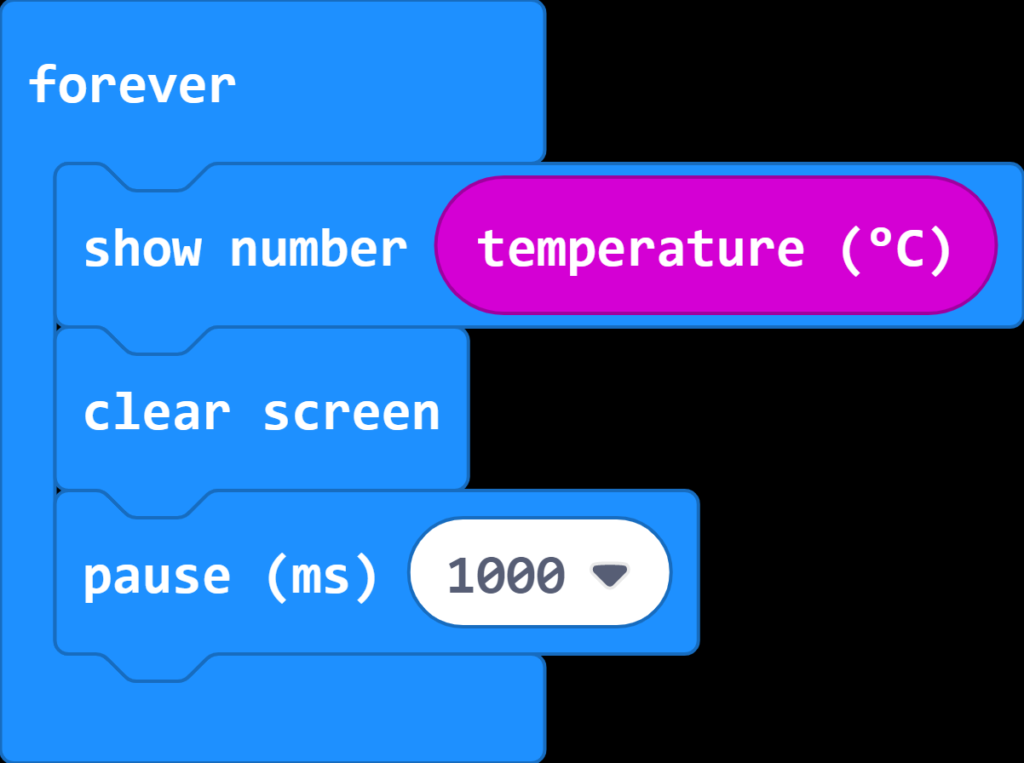 forever
show number temperature (°C)
clear screen
pause (ms) 1000